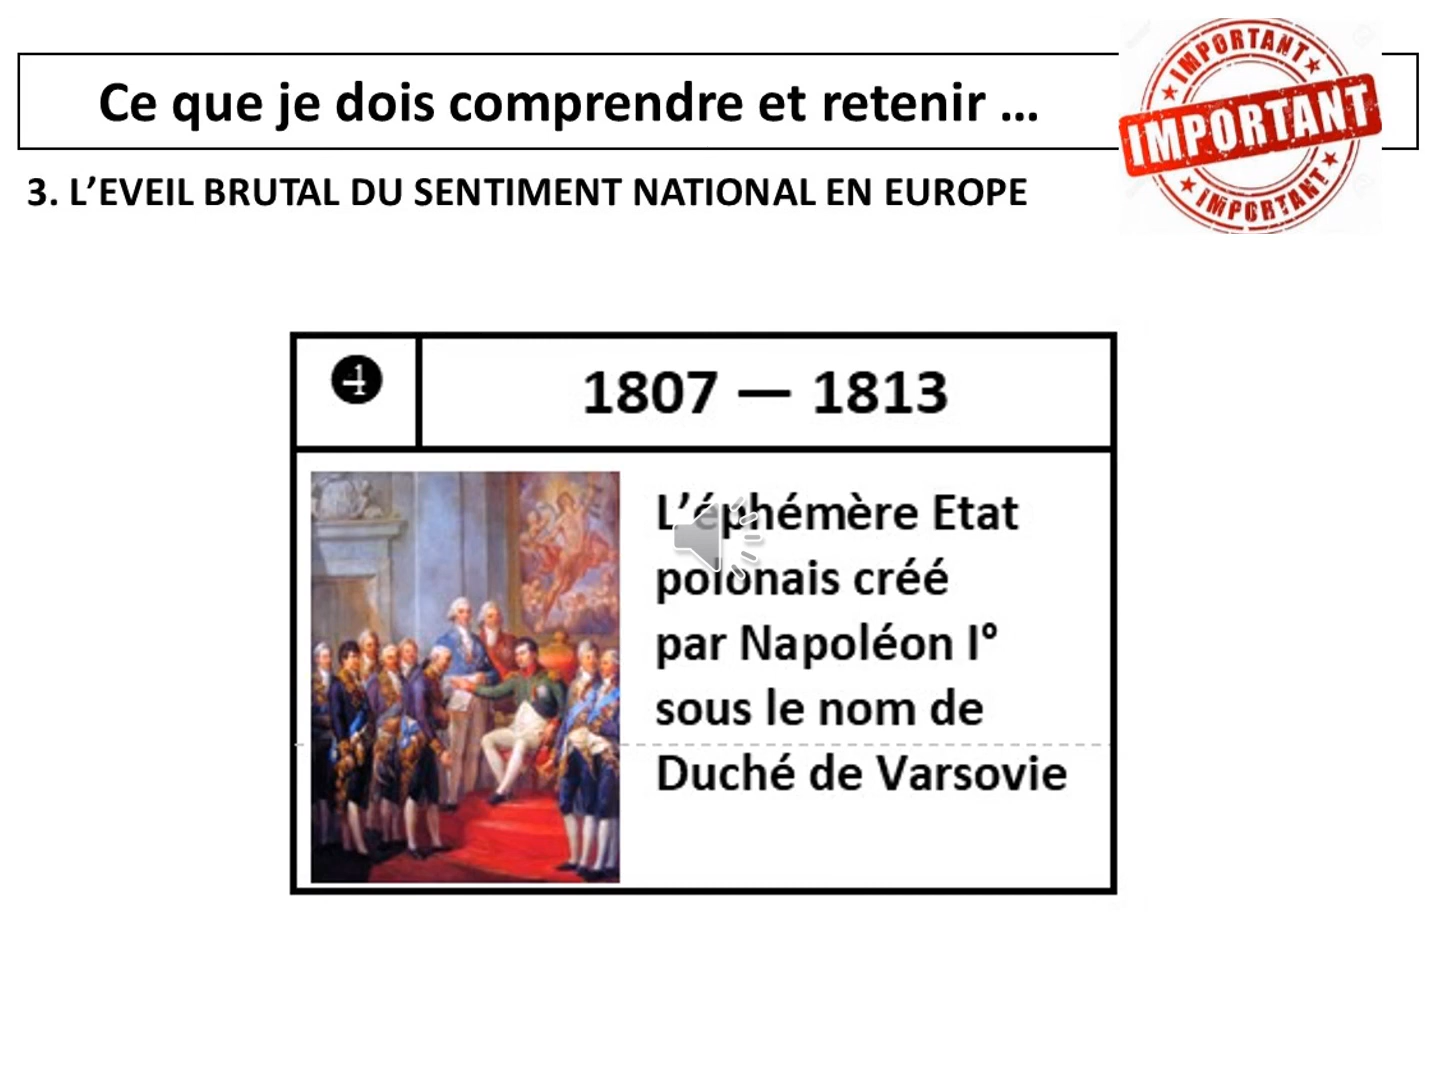 Ce que je dois comprendre et retenir …
IMPORTANT
IMPORTANT
IMPORTANT
3. L’EVEIL BRUTAL DU SENTIMENT NATIONAL EN EUROPE
❹
1807 — 1813
L’éphémère Etat
polonais créé
par Napoléon I°
sous le nom de
Duché de Varsovie